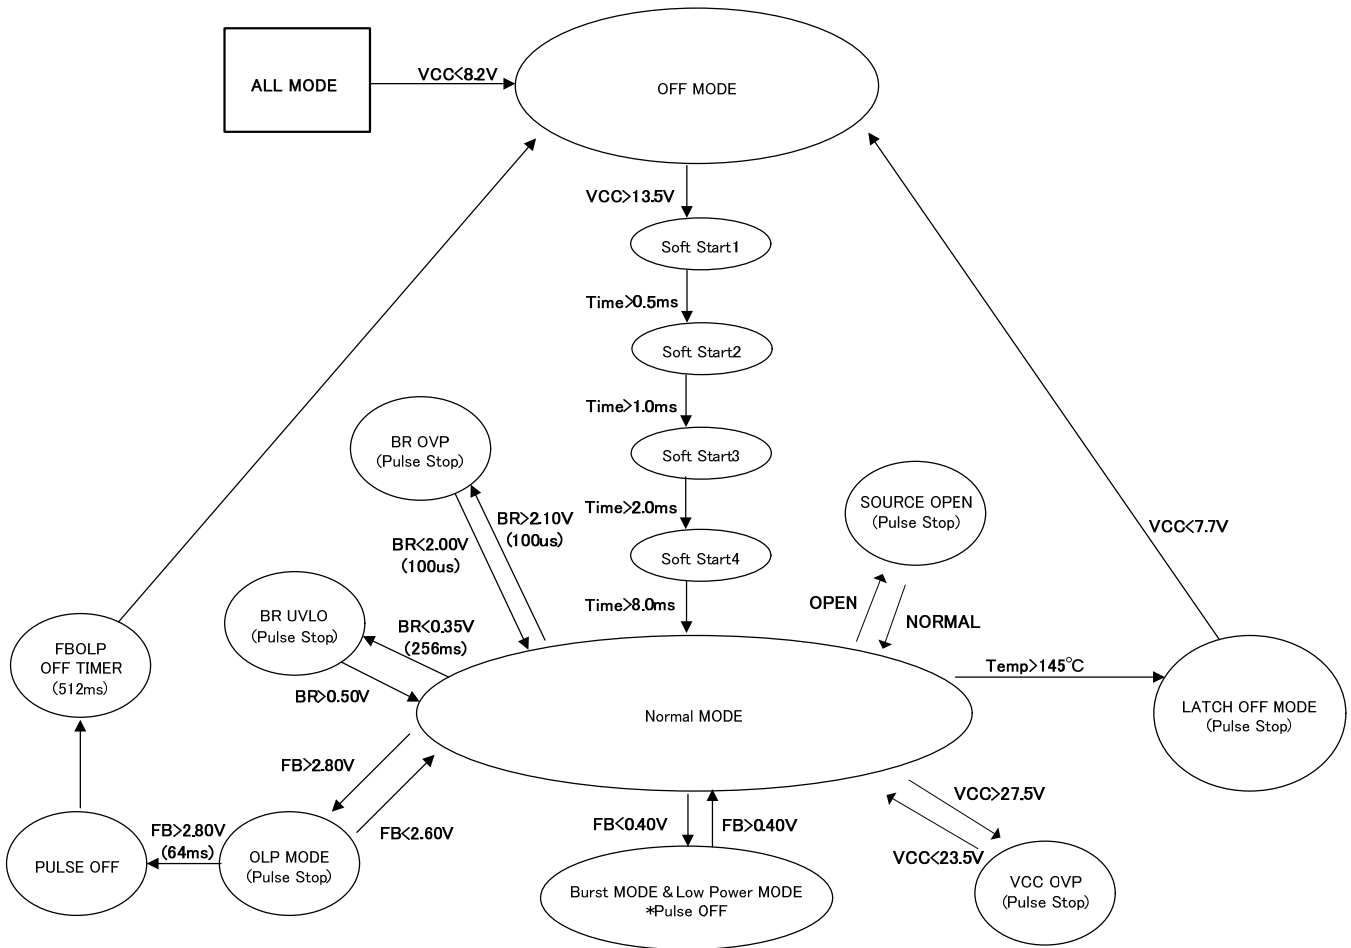 ALL MODE
VCC<8.2V
OFF MODE
VCC>13.5V
Soft Start1
Time>0.5ms
Soft Start2
Time>1.0ms
Soft Start3
Time>2.0ms
Soft Start4
Time>8.0ms
BR OVP
(Pulse Stop)
BR>2.10V
(100us)
BR<2.00V
(100us)
BR UVLO
(Pulse Stop)
BR<0.35V
(256ms)
BR>0.50V
SOURCE OPEN
(Pulse Stop)
OPEN
NORMAL
VCC<7.7V
FBOLP
OFF TIMER
(512ms)
Normal MODE
Temp>145℃
LATCH OFF MODE
(Pulse Stop)
FB>2.80V
FB<2.60V
FB>2.80V
(64ms)
PULSE OFF
OLP MODE
(Pulse Stop)
FB<0.40V
FB>0.40V
Burst MODE & Low Power MODE
*Pulse OFF
VCC>27.5V
VCC<23.5V
VCC OVP
(Pulse Stop)